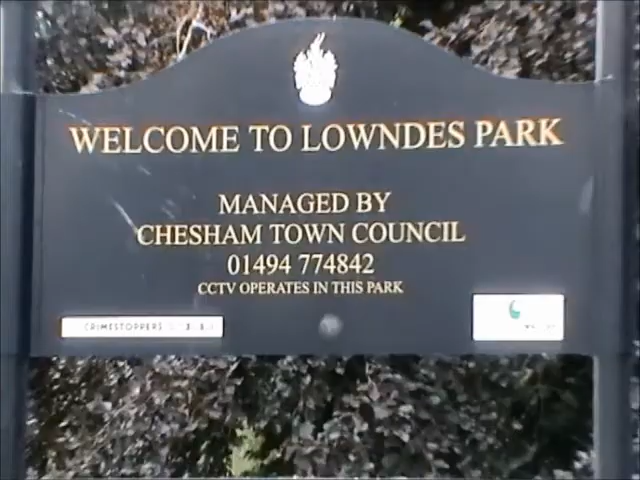 WELCOME TO LOWNDES PARK
MANAGED BY
CHESHAM TOWN COUNCIL
01494 774842
CCTV OPERATES IN THIS PARK
CRIMESTOPPERS